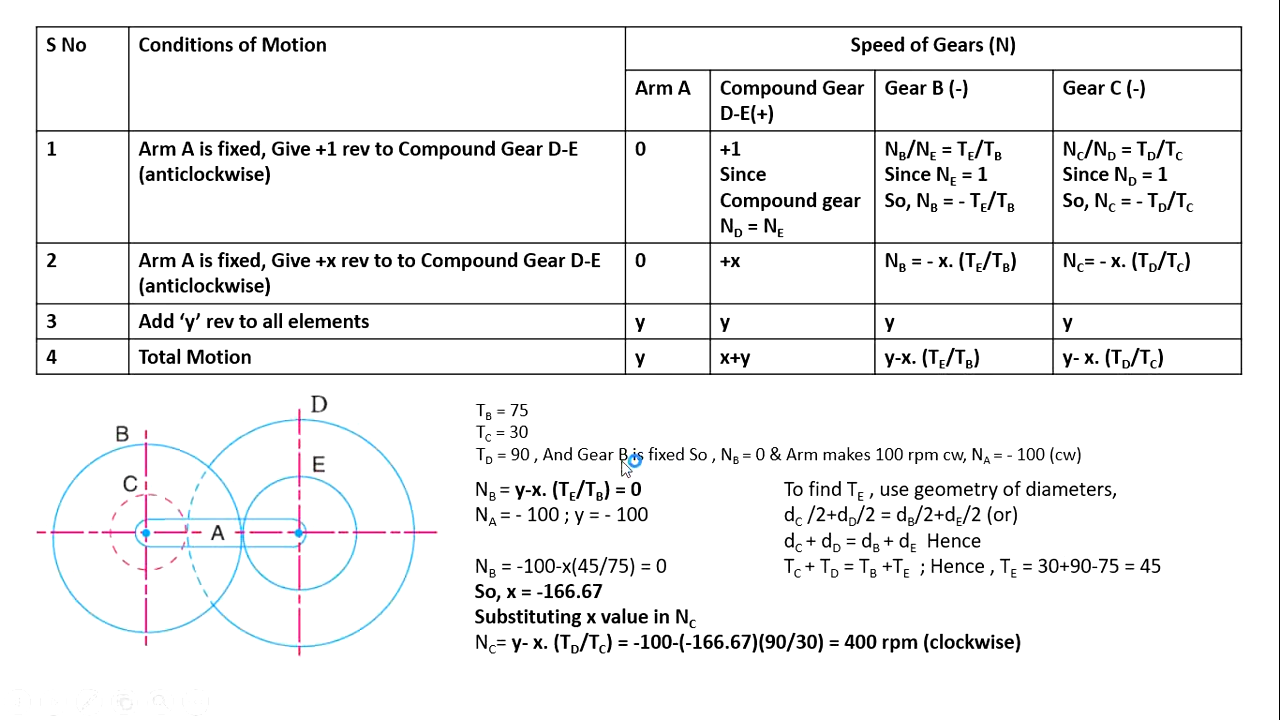 S No
Conditions of Motion
Speed of Gears (N)
Arm A
Compound Gear
D-E(+)
Gear B (-)
Gear C (-)
1
Arm A is fixed, Give +1 rev to Compound Gear D-E
(anticlockwise)
0
+1
Since
Compound gear
N_D = N_E
N_B/N_E = T_E/T_B
Since N_E = 1
So, N_B = - T_E/T_B
N_C/N_D = T_D/T_C
Since N_D = 1
So, N_C = - T_D/T_C
2
Arm A is fixed, Give +x rev to to Compound Gear D-E
(anticlockwise)
0
+x
N_B = - x. (T_E/T_B)
N_C= - x. (T_D/T_C)
3
Add ‘y’ rev to all elements
y
y
y
y
4
Total Motion
y
x+y
y-x. (T_E/T_B)
y- x. (T_D/T_C)
B
C
A
D
E
T_B = 75
T_C = 30
T_D = 90 , And Gear B is fixed So , N_B = 0 & Arm makes 100 rpm cw, N_A = - 100 (cw)
N_B = y-x. (T_E/T_B) = 0
N_A = - 100 ; y = - 100
N_B = -100-x(45/75) = 0
So, x = -166.67
Substituting x value in N_C
N_C= y- x. (T_D/T_C) = -100-(-166.67)(90/30) = 400 rpm (clockwise)
To find T_E , use geometry of diameters,
d_C /2+d_D/2 = d_B/2+d_E/2 (or)
d_C + d_D = d_B + d_E Hence
T_C + T_D = T_B +T_E ; Hence , T_E = 30+90-75 = 45